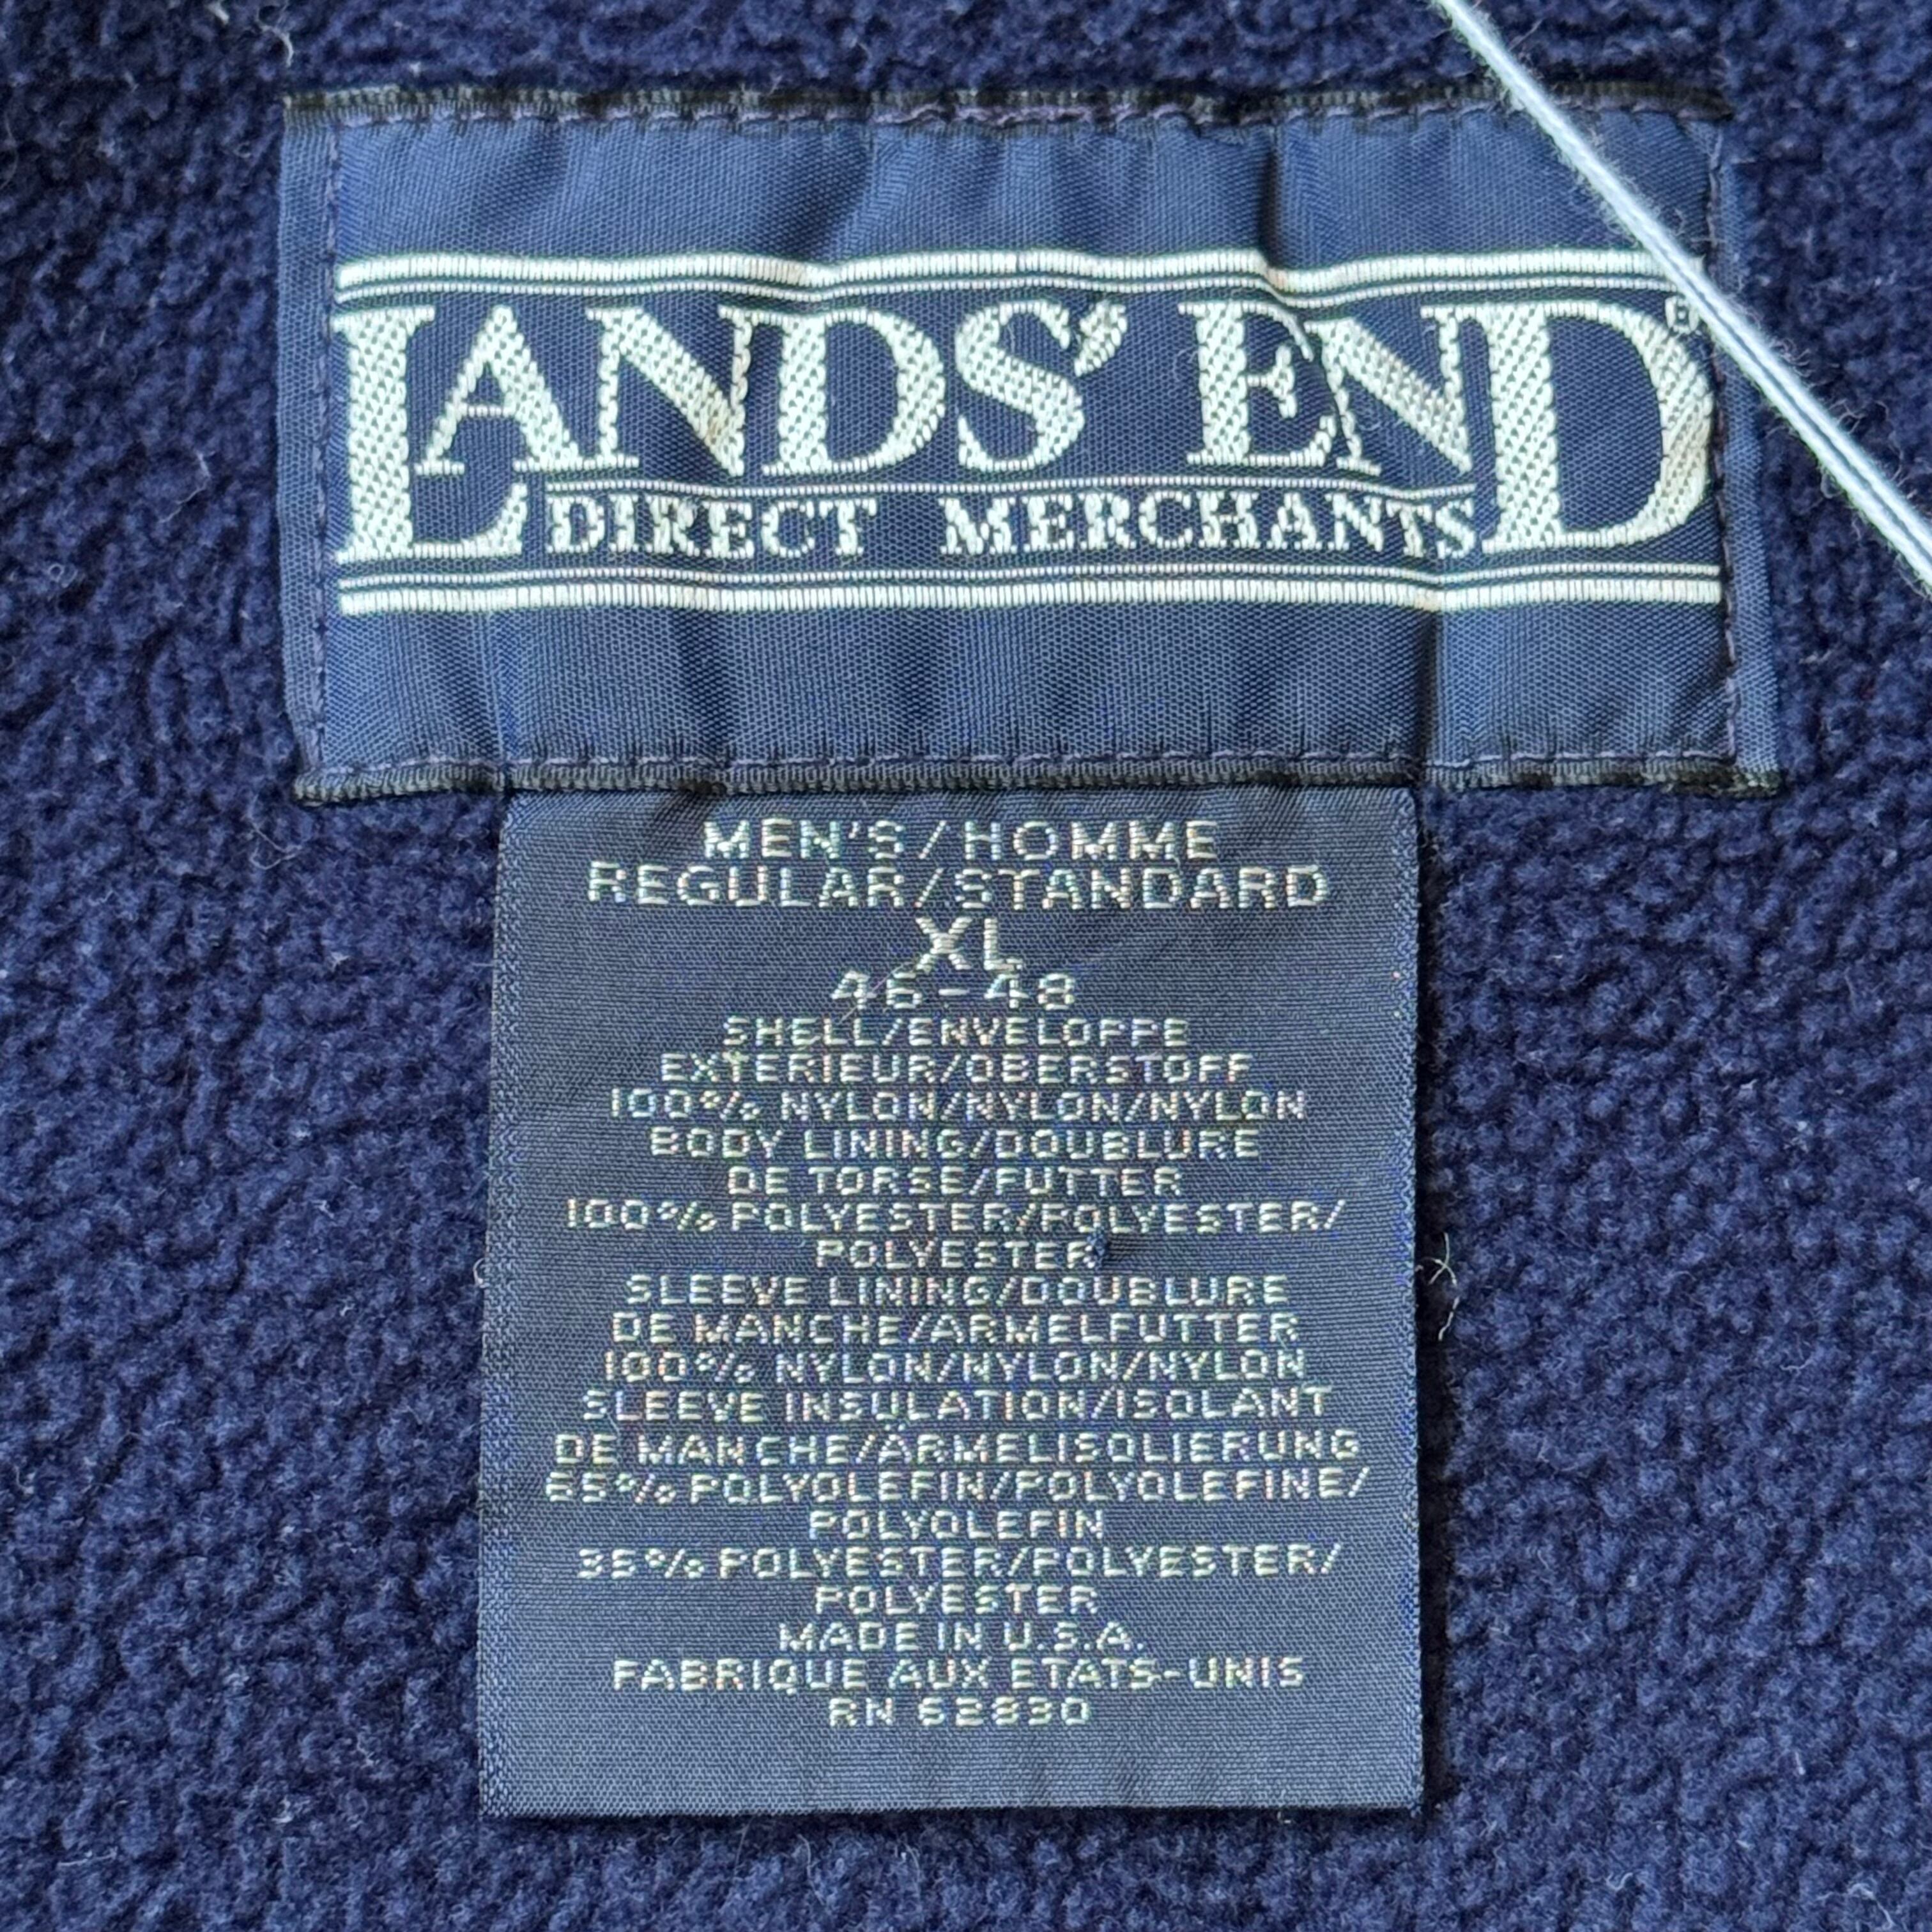 LANDS' END®
DIRECT MERCHANTS
MEN'S/HOMME
REGULAR/STANDARD
XL
46-48
SHELL/ENVELOPPE
EXTERIEUR/OBERSTOFF
100% NYLON/NYLON/NYLON
BODY LINING/DOUBLURE
DE TORSE/FUTTER
100% POLYESTER/POLYESTER/
POLYESTER
SLEEVE LINING/DOUBLURE
DE MANCHE/ARMELFUTTER
100% NYLON/NYLON/NYLON
SLEEVE INSULATION/ISOLANT
DE MANCHE/ÄRMELISOLIERUNG
65% POLYOLEFIN/POLYOLEFINE/
POLYOLEFIN
35% POLYESTER/POLYESTER/
POLYESTER
MADE IN U.S.A.
FABRIQUE AUX ETATS-UNIS
RN 62830